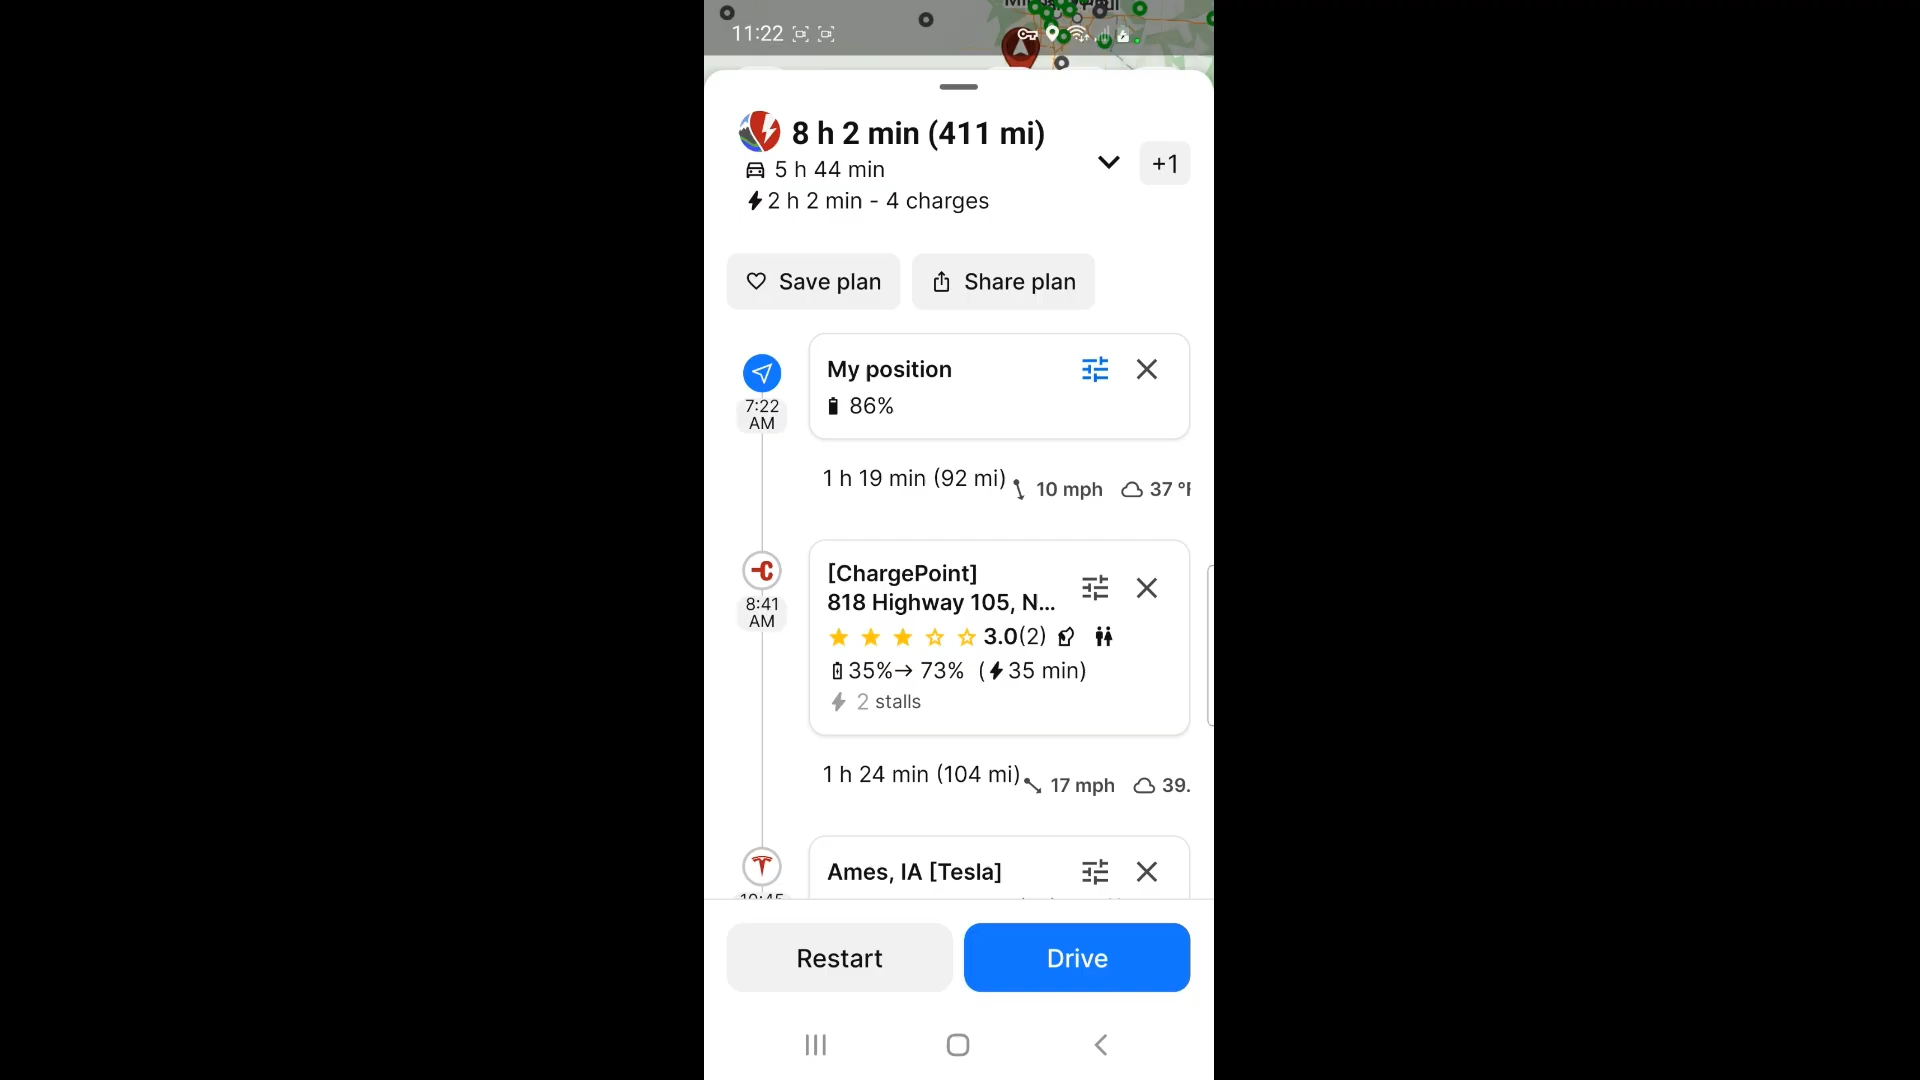 11:22
8 h 2 min (411 mi)
5 h 44 min
2 h 2 min - 4 charges
+1
Save plan
Share plan
My position
7:22
AM
86%
1 h 19 min (92 mi)
10 mph
37 °F
[ChargePoint]
818 Highway 105, N...
8:41
AM
3.0(2)
35%→ 73% (35 min)
2 stalls
1 h 24 min (104 mi)
17 mph
39.
Ames, IA [Tesla]
10:45
Restart
Drive